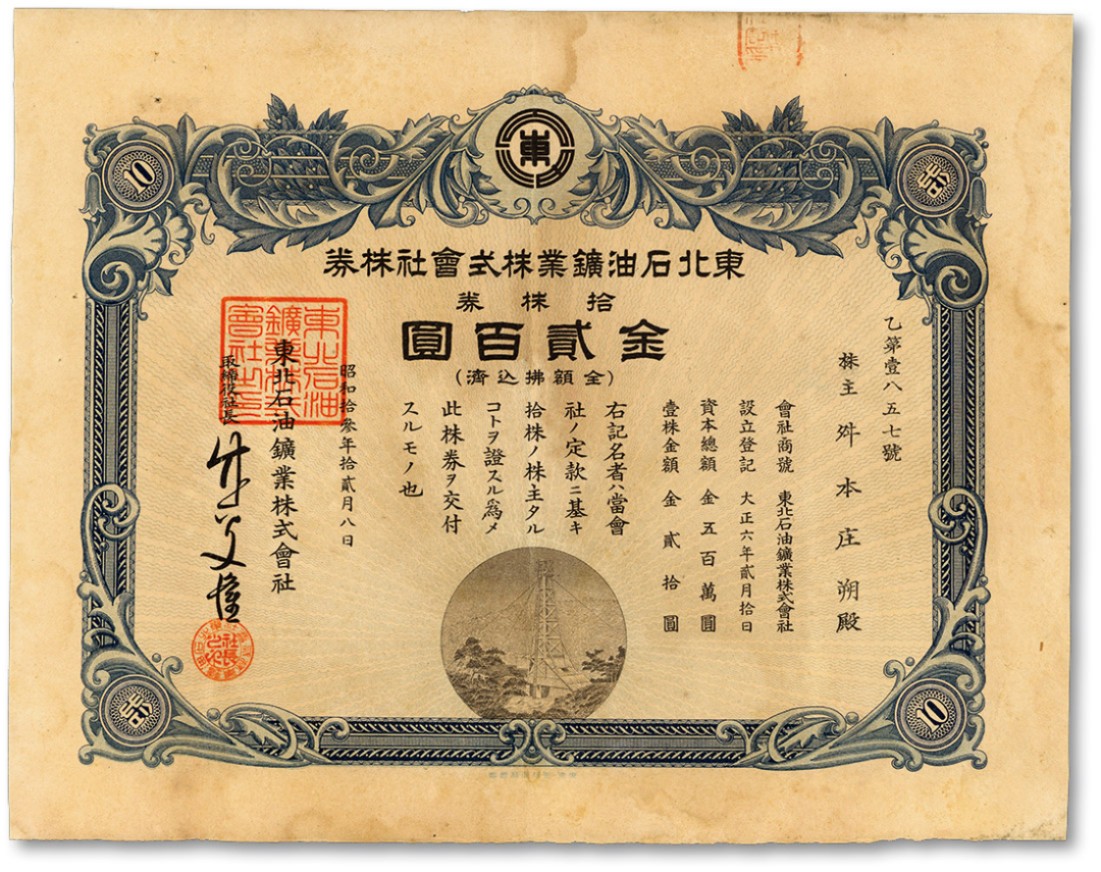 東
10
拾
東北石油鑛業株式會社株券
拾株券
金貳百圓
(全額拂込濟)
乙第壹八五七號
株主 舛本庄朔殿
會社商號 東北石油鑛業株式會社
設立登記 大正六年貳月拾日
資本總額 金五百萬圓
壹株金額 金貳拾圓
右記名者ハ當會
社ノ定款ニ基キ
拾株ノ株主タル
コトヲ證スル爲メ
此株券ヲ交付
スルモノ也
昭和拾參年拾貳月八日
東北石油鑛業株式會社
取締役社長
東北石油
鑛業株式
會社之印
拾
10